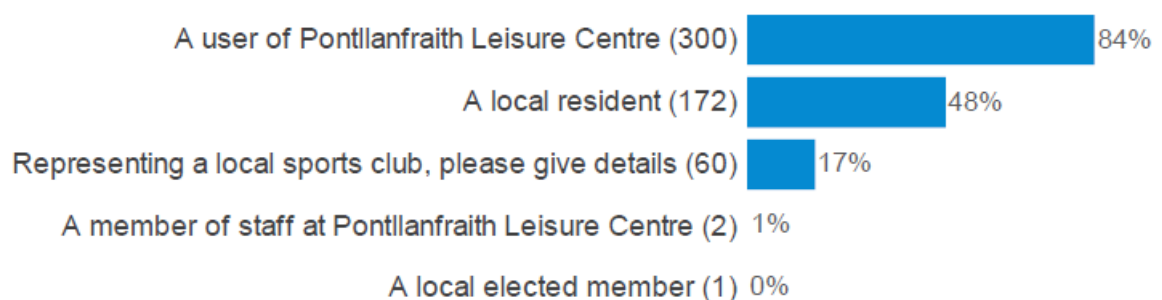 A user of Pontllanfraith Leisure Centre (300) 84%
A local resident (172) 48%
Representing a local sports club, please give details (60) 17%
A member of staff at Pontllanfraith Leisure Centre (2) 1%
A local elected member (1) 0%